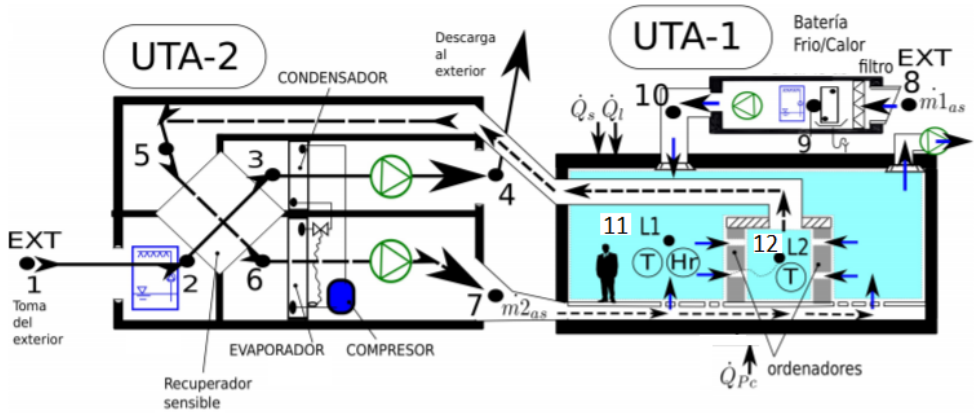 UTA-2
CONDENSADOR
Descarga
al
exterior
UTA-1
Batería
Frio/Calor
filtro
EXT
8
ṁ1as
10
9
Q̇s Q̇l
5
3
4
EXT
1
Toma
del
exterior
2
6
7
ṁ2as
11
L1
T Hr
12
L2
T
EVAPORADOR
COMPRESOR
Recuperador
sensible
Q̇Pc
ordenadores